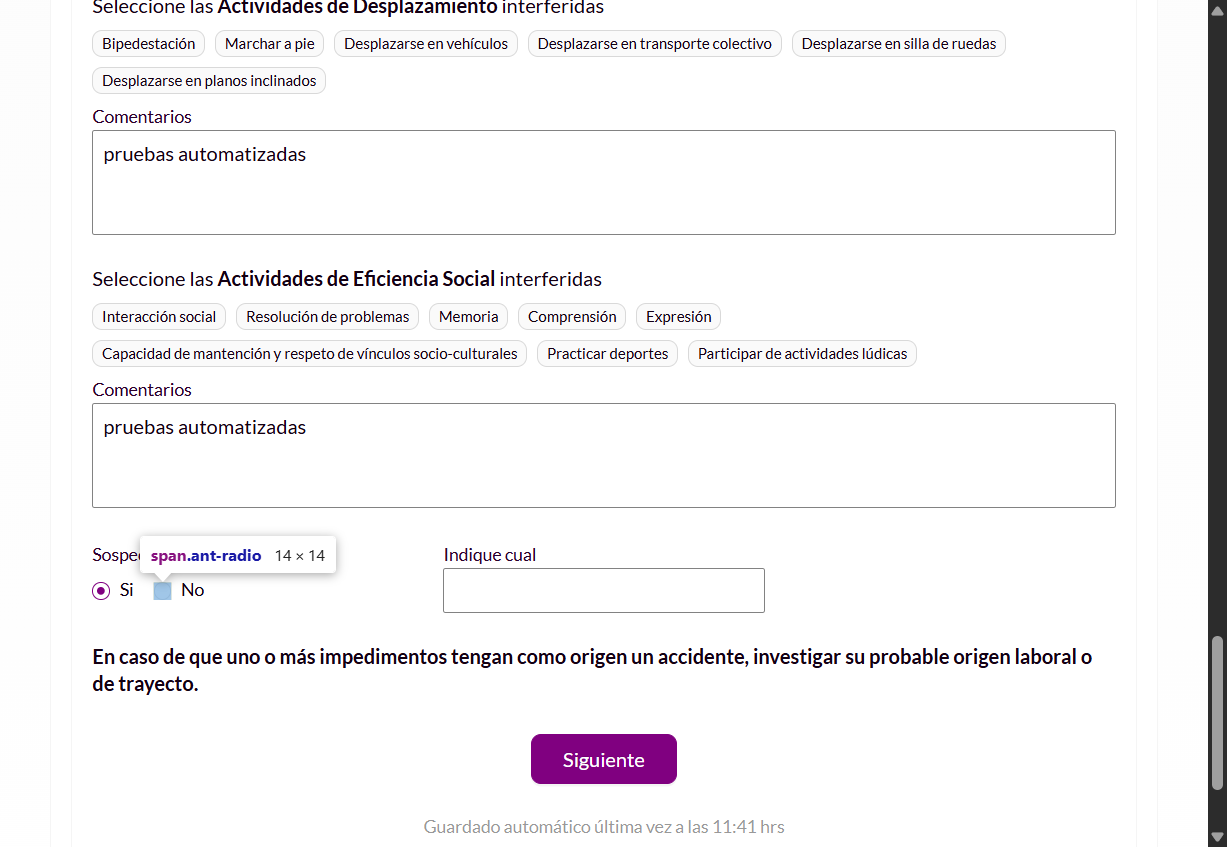 Seleccione las Actividades de Desplazamiento interferidas
Bipedestación Marchar a pie Desplazarse en vehículos Desplazarse en transporte colectivo Desplazarse en silla de ruedas
Desplazarse en planos inclinados
Comentarios
pruebas automatizadas
Seleccione las Actividades de Eficiencia Social interferidas
Interacción social Resolución de problemas Memoria Comprensión Expresión
Capacidad de mantención y respeto de vínculos socio-culturales Practicar deportes Participar de actividades lúdicas
Comentarios
pruebas automatizadas
span.ant-radio 14 × 14 Indique cual
Si No
En caso de que uno o más impedimentos tengan como origen un accidente, investigar su probable origen laboral o
de trayecto.
Siguiente
Guardado automático última vez a las 11:41 hrs